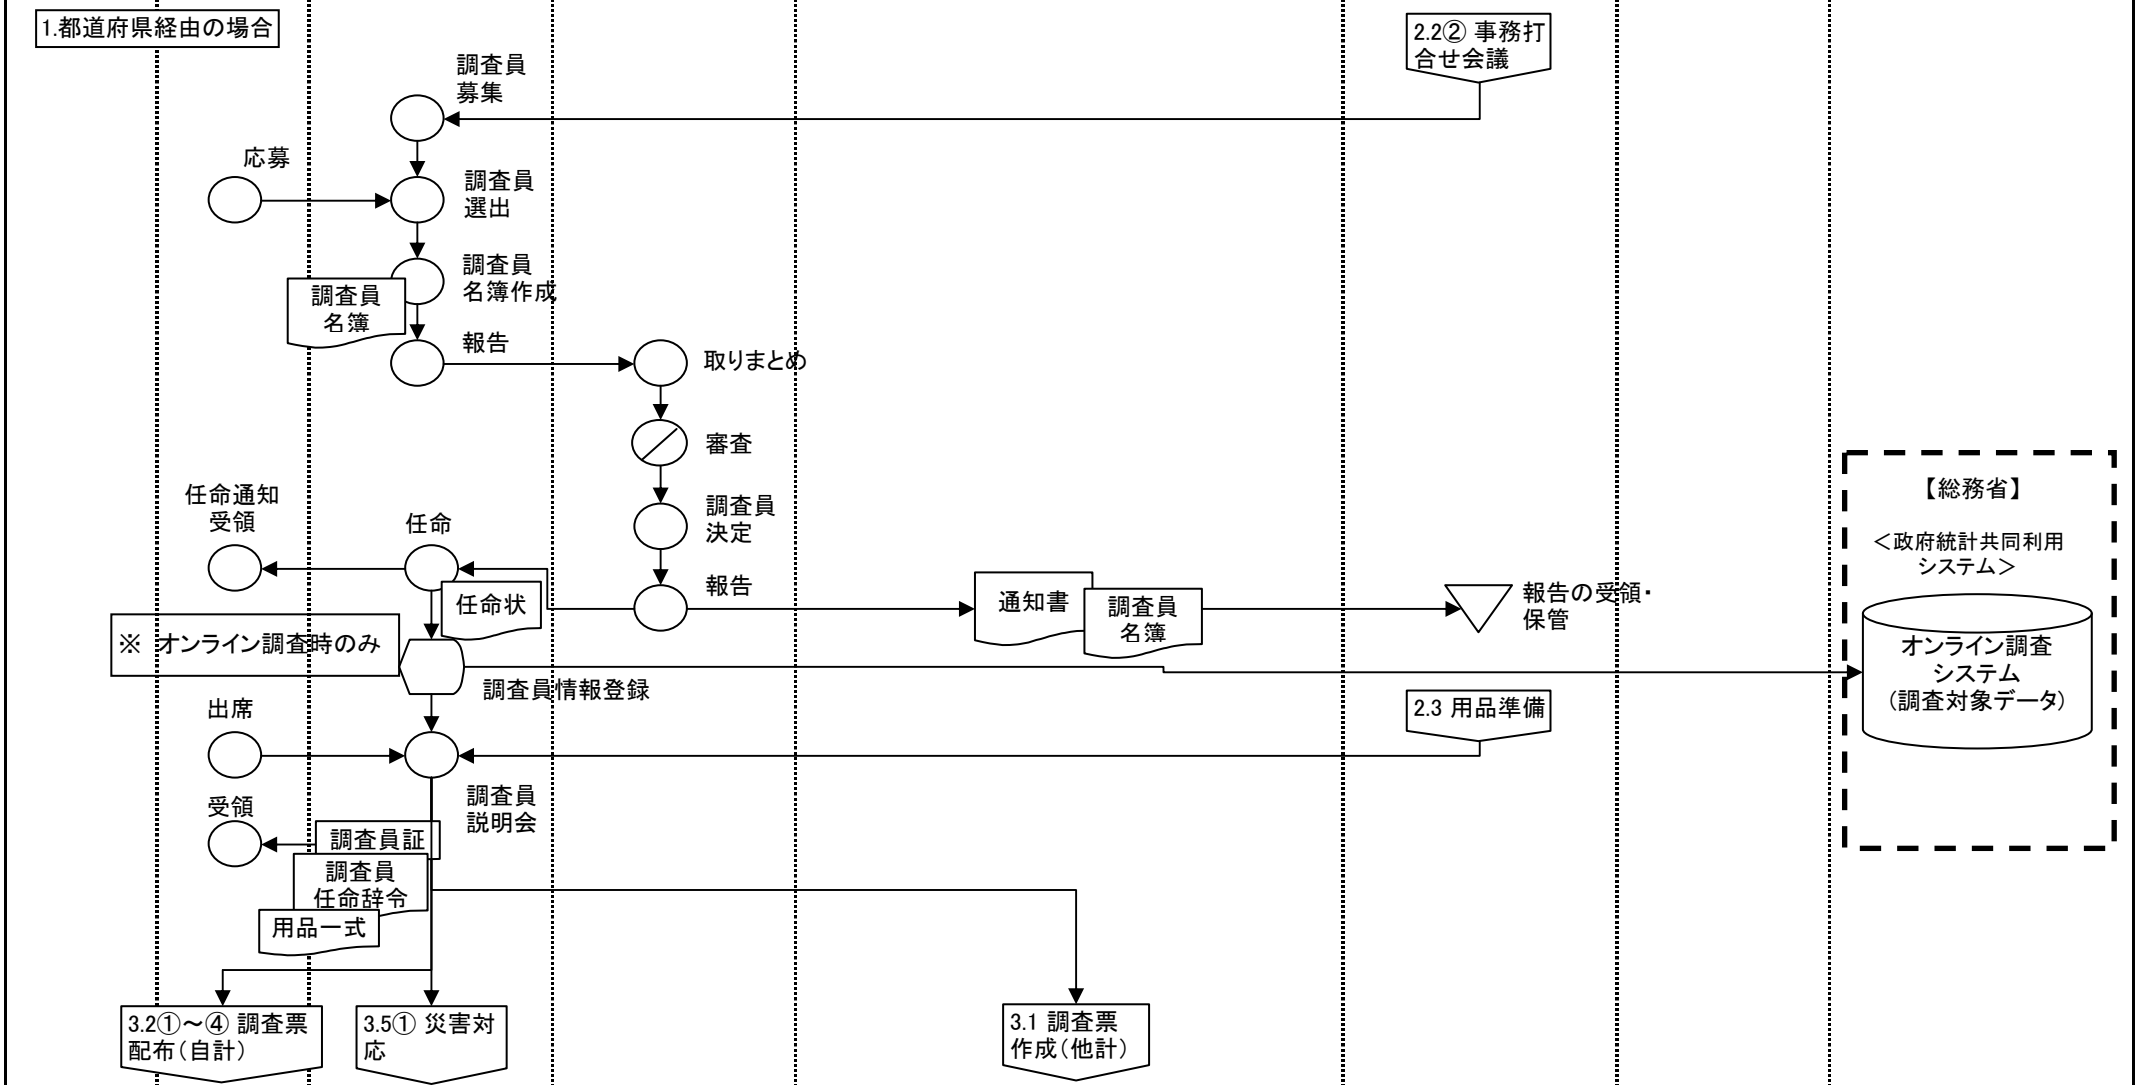 1.都道府県経由の場合
2.2② 事務打
合せ会議
調査員
募集
応募
調査員
選出
調査員
名簿作成
調査員
名簿
報告
取りまとめ
審査
調査員
決定
任命通知
受領
任命
任命状
報告
通知書
調査員
名簿
報告の受領・
保管
【総務省】
＜政府統計共同利用
システム＞
オンライン調査
システム
(調査対象データ)
※ オンライン調査時のみ
調査員情報登録
出席
2.3 用品準備
受領
調査員
説明会
調査員証
調査員
任命辞令
用品一式
3.2①～④ 調査票
配布(自計)
3.5① 災害対
応
3.1 調査票
作成(他計)